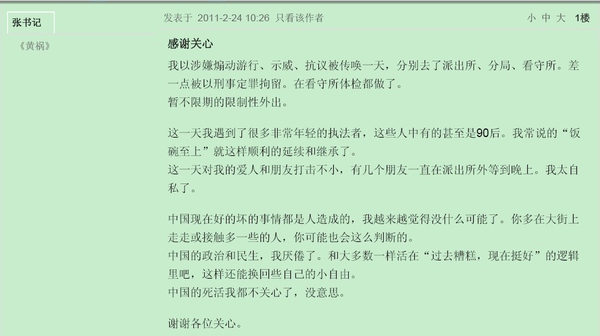 张书记
发表于 2011-2-24 10:26 只看该作者
小 中 大 1楼
《黄祸》
感谢关心
我以涉嫌煽动游行、示威、抗议被传唤一天，分别去了派出所、分局、看守所。差
一点被以刑事定罪拘留。在看守所体检都做了。
暂不限期的限制性外出。
这一天我遇到了很多非常年轻的执法者，这些人中有的甚至是90后。我常说的“饭
碗至上”就这样顺利的延续和继承了。
这一天对我的爱人和朋友打击不小，有几个朋友一直在派出所外等到晚上。我太自
私了。
中国现在好的坏的事情都是人造成的，我越来越觉得没什么可能了。你多在大街上
走走或接触多一些的人，你可能也会这么判断的。
中国的政治和民生，我厌倦了。和大多数一样活在“过去糟糕，现在挺好”的逻辑
里吧，这样还能换回些自己的小自由。
中国的死活我都不关心了，没意思。
谢谢各位关心。